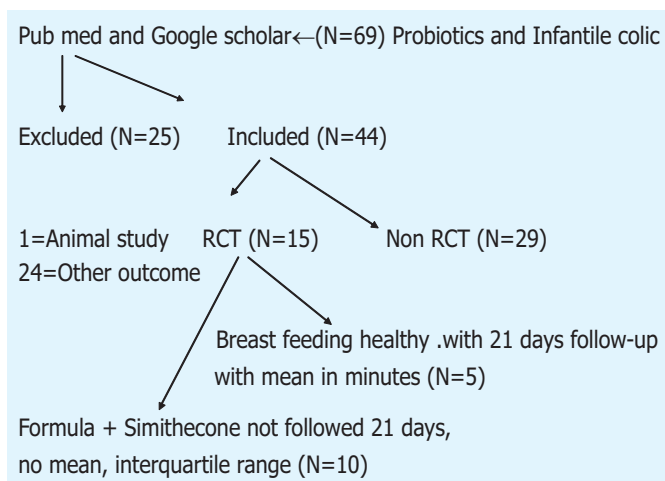 Pub med and Google scholar←(N=69) Probiotics and Infantile colic
Excluded (N=25) Included (N=44)
1=Animal study RCT (N=15) Non RCT (N=29)
24=Other outcome
Breast feeding healthy .with 21 days follow-up
with mean in minutes (N=5)
Formula + Simithecone not followed 21 days,
no mean, interquartile range (N=10)